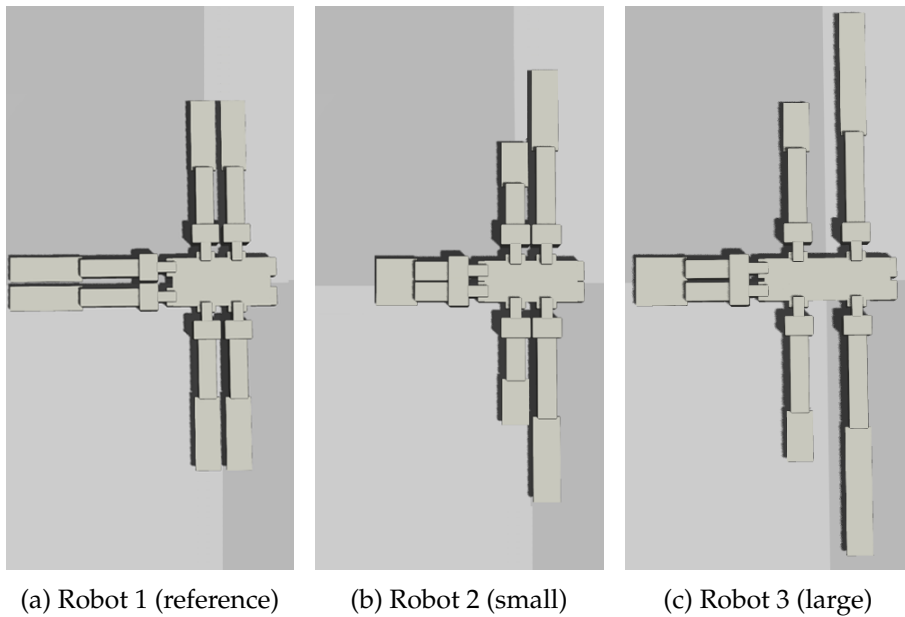 (a) Robot 1 (reference)
(b) Robot 2 (small)
(c) Robot 3 (large)